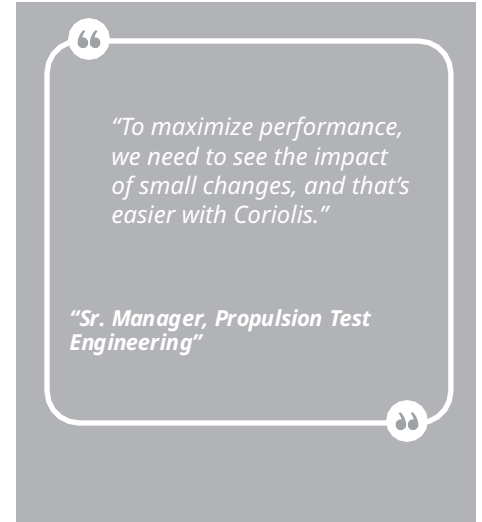 “To maximize performance,
we need to see the impact
of small changes, and that’s
easier with Coriolis.”
“Sr. Manager, Propulsion Test
Engineering”